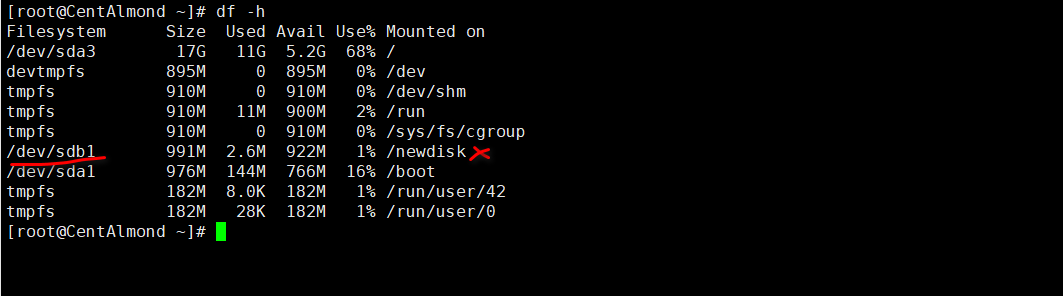 [root@CentAlmond ~]# df -h
Filesystem      Size  Used Avail Use% Mounted on
/dev/sda3        17G   11G  5.2G  68% /
devtmpfs        895M     0  895M   0% /dev
tmpfs           910M     0  910M   0% /dev/shm
tmpfs           910M   11M  900M   2% /run
tmpfs           910M     0  910M   0% /sys/fs/cgroup
/dev/sdb1       991M  2.6M  922M   1% /newdisk
/dev/sda1       976M  144M  766M  16% /boot
tmpfs           182M  8.0K  182M   1% /run/user/42
tmpfs           182M   28K  182M   1% /run/user/0
[root@CentAlmond ~]#